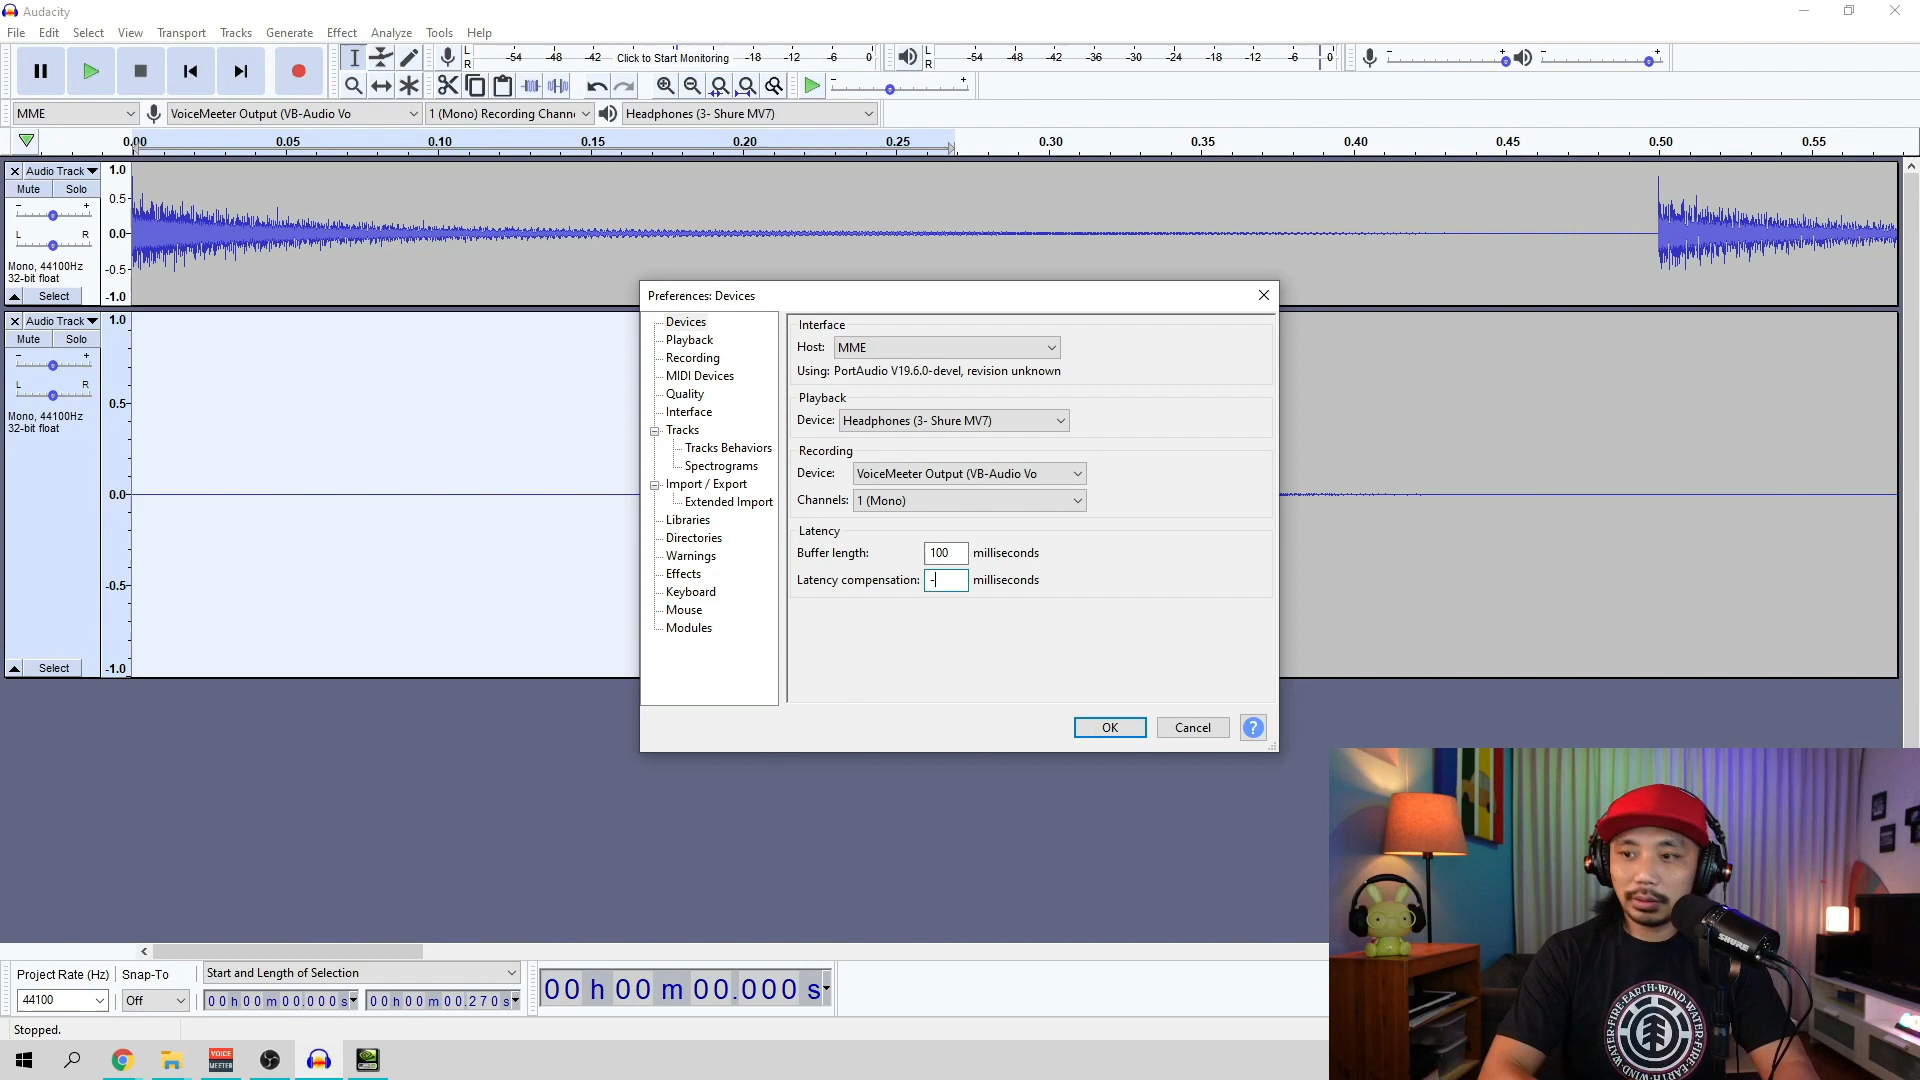 Audacity
File Edit Select View Transport Tracks Generate Effect Analyze Tools Help
L R -54 -48 -42 Click to Start Monitoring -18 -12 -6 0
L R -54 -48 -42 -36 -30 -24 -18 -12 -6 0
MME
VoiceMeeter Output (VB-Audio Vo
1 (Mono) Recording Chann
Headphones (3- Shure MV7)
0.00 0.05 0.10 0.15 0.20 0.25 0.30 0.35 0.40 0.45 0.50 0.55
Audio Track
Mute Solo
- +
L R
Mono, 44100Hz
32-bit float
Select
1.0
0.5
0.0
-0.5
-1.0
Audio Track
Mute Solo
- +
L R
Mono, 44100Hz
32-bit float
Select
1.0
0.5
0.0
-0.5
-1.0
Preferences: Devices
Devices
Playback
Recording
MIDI Devices
Quality
Interface
Tracks
Tracks Behaviors
Spectrograms
Import / Export
Extended Import
Libraries
Directories
Warnings
Effects
Keyboard
Mouse
Modules
Interface
Host: MME
Using: PortAudio V19.6.0-devel, revision unknown
Playback
Device: Headphones (3- Shure MV7)
Recording
Device: VoiceMeeter Output (VB-Audio Vo
Channels: 1 (Mono)
Latency
Buffer length: 100 milliseconds
Latency compensation: - milliseconds
OK Cancel ?
Project Rate (Hz) Snap-To Start and Length of Selection
44100 Off 00 h 00 m 00.000 s 00 h 00 m 00.270 s
00 h 00 m 00.000 s
Stopped.
VOICE
MEETER
SHURE